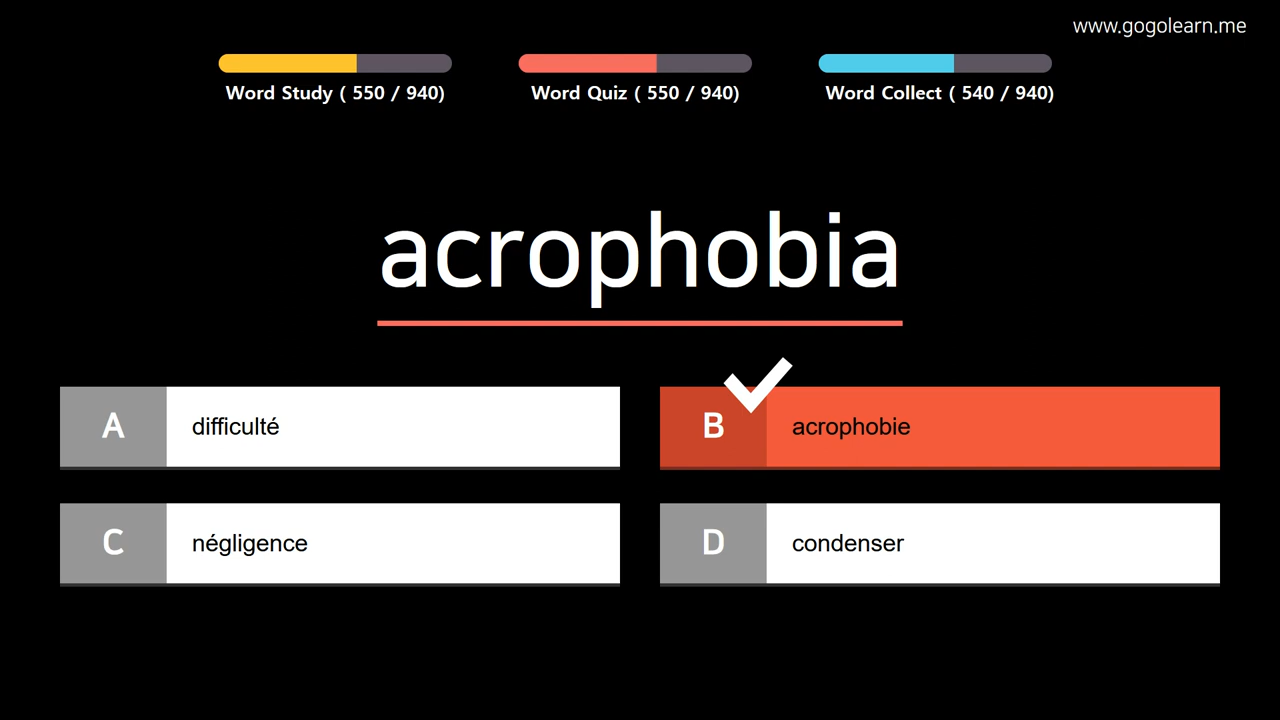 www.gogolearn.me
Word Study ( 550 / 940)
Word Quiz ( 550 / 940)
Word Collect ( 540 / 940)
acrophobia
A difficulté
B acrophobie
C négligence
D condenser